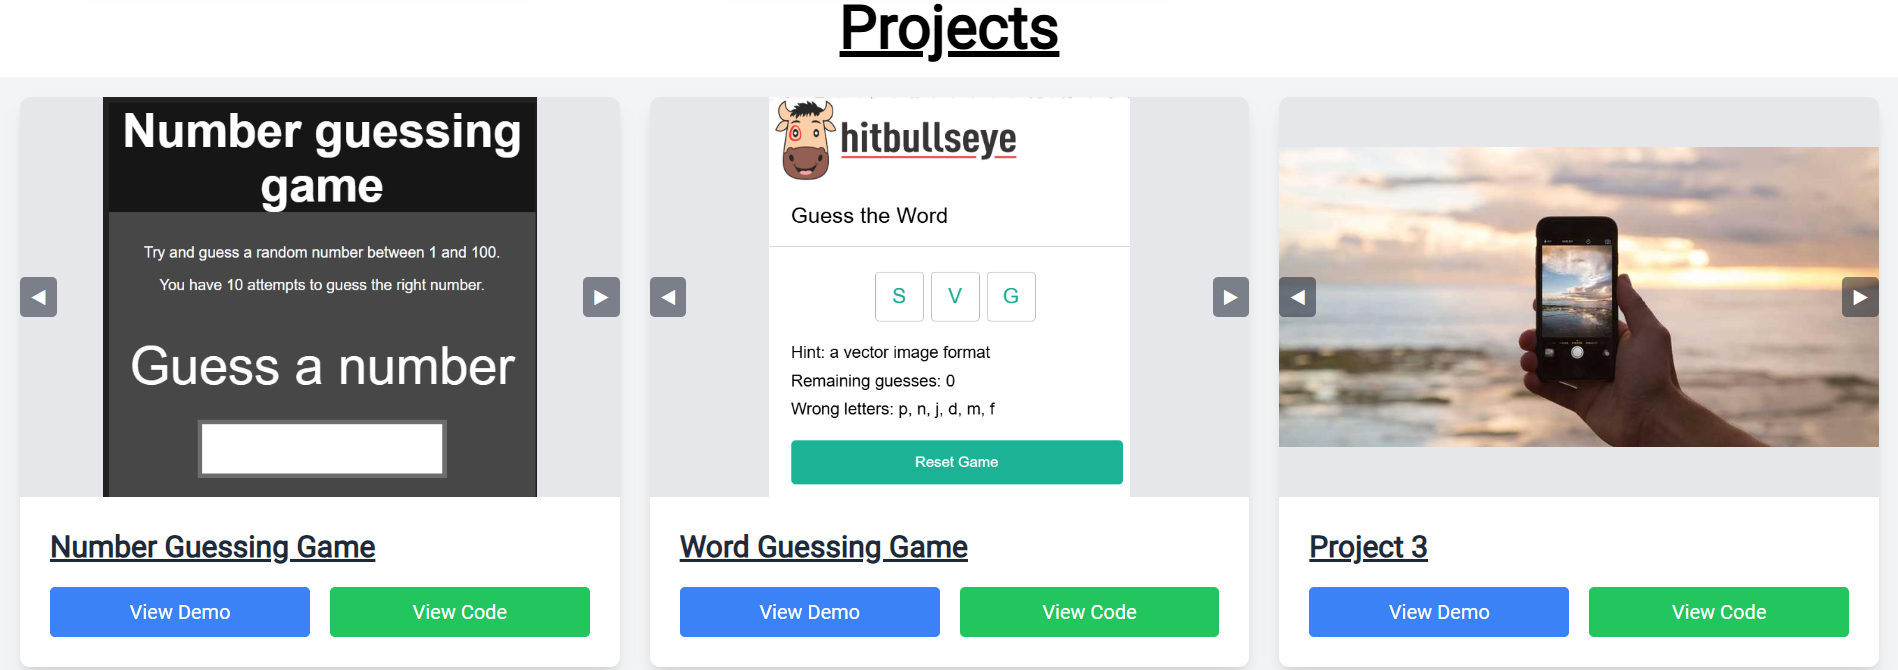 Projects
Number guessing
game
Try and guess a random number between 1 and 100.
You have 10 attempts to guess the right number.
Guess a number
Number Guessing Game
View Demo
View Code
hitbullseye
Guess the Word
S V G
Hint: a vector image format
Remaining guesses: 0
Wrong letters: p, n, j, d, m, f
Reset Game
Word Guessing Game
View Demo
View Code
Project 3
View Demo
View Code